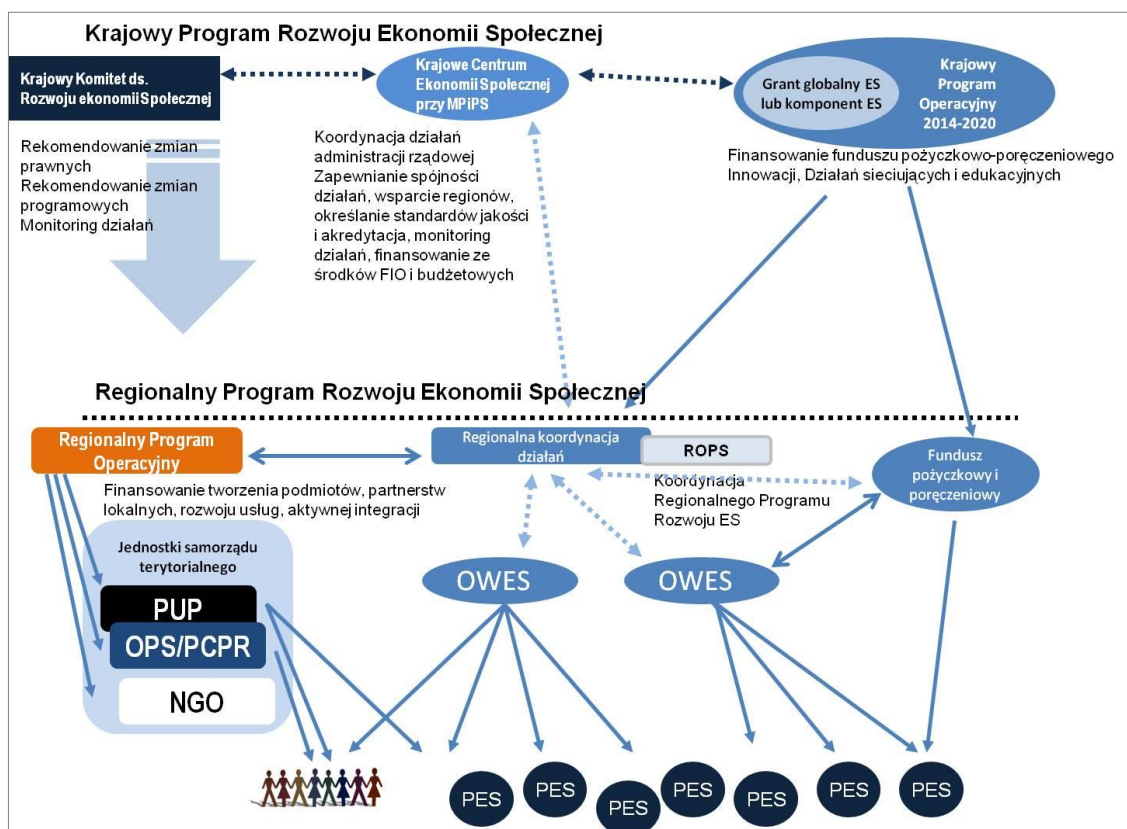 Krajowy Program Rozwoju Ekonomii Społecznej
Krajowy Komitet ds.
Rozwoju ekonomii Społecznej
Krajowe Centrum
Ekonomii Społecznej
przy MPiPS
Grant globalny ES
lub komponent ES
Krajowy
Program
Operacyjny
2014-2020
Rekomendowanie zmian
prawnych
Rekomendowanie zmian
programowych
Monitoring działań
Koordynacja działań
administracji rządowej
Zapewnianie spójności
działań, wsparcie regionów,
określanie standardów jakości
i akredytacja, monitoring
działań, finansowanie ze
środków FIO i budżetowych
Finansowanie funduszu pożyczkowo-poręczeniowego
Innowacji, Działań sieciujących i edukacyjnych
Regionalny Program Rozwoju Ekonomii Społecznej
Regionalny Program
Operacyjny
Regionalna koordynacja
działań
ROPS
Fundusz
pożyczkowy i
poręczeniowy
Finansowanie tworzenia podmiotów, partnerstw
lokalnych, rozwoju usług, aktywnej integracji
Koordynacja
Regionalnego Programu
Rozwoju ES
Jednostki samorządu
terytorialnego
PUP
OPS/PCPR
NGO
OWES
OWES
PES
PES
PES
PES
PES
PES
PES